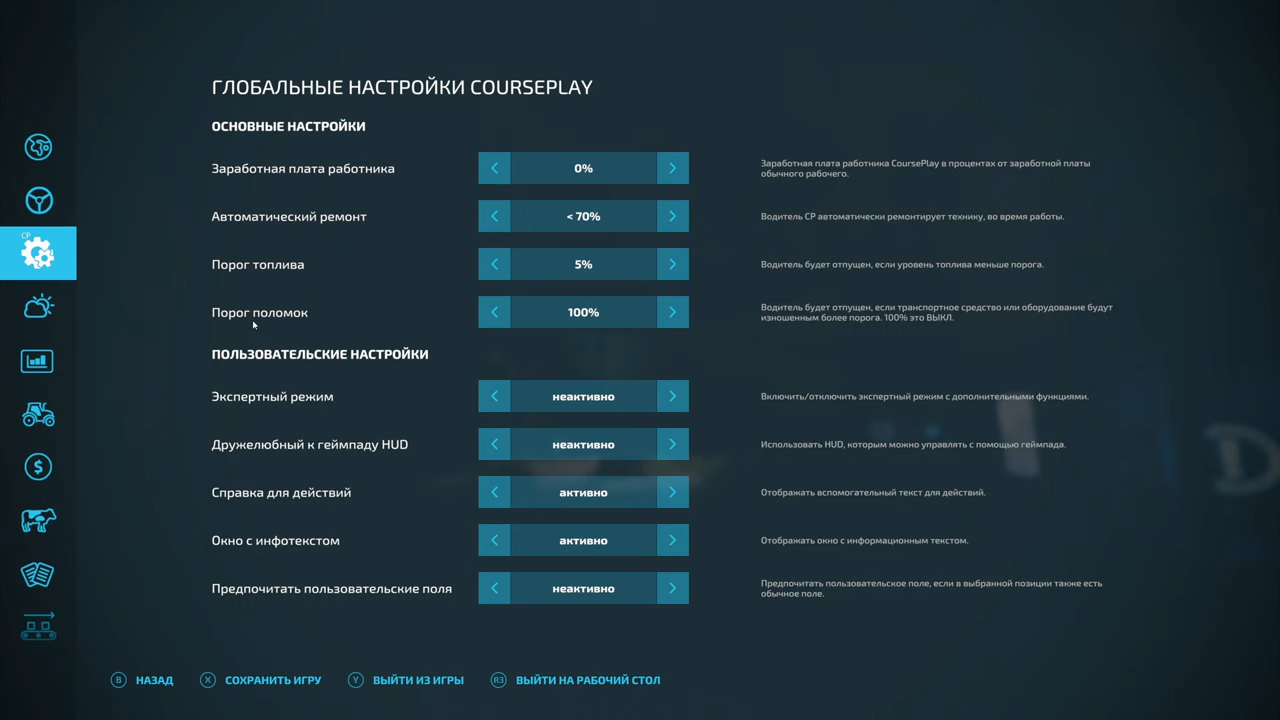 ГЛОБАЛЬНЫЕ НАСТРОЙКИ COURSEPLAY
ОСНОВНЫЕ НАСТРОЙКИ
Заработная плата работника
0%
Заработная плата работника CoursePlay в процентах от заработной платы
обычного рабочего.
Автоматический ремонт
< 70%
Водитель CP автоматически ремонтирует технику, во время работы.
CP
Порог топлива
5%
Водитель будет отпущен, если уровень топлива меньше порога.
Порог поломок
100%
Водитель будет отпущен, если транспортное средство или оборудование будут
изношенным более порога. 100% это ВЫКЛ.
ПОЛЬЗОВАТЕЛЬСКИЕ НАСТРОЙКИ
Экспертный режим
неактивно
Включить/отключить экспертный режим с дополнительными функциями.
Дружелюбный к геймпаду HUD
неактивно
Использовать HUD, которым можно управлять с помощью геймпада.
Справка для действий
активно
Отображать вспомогательный текст для действий.
Окно с инфотекстом
активно
Отображать окно с информационным текстом.
Предпочитать пользовательские поля
неактивно
Предпочитать пользовательское поле, если в выбранной позиции также есть
обычное поле.
B НАЗАД X СОХРАНИТЬ ИГРУ Y ВЫЙТИ ИЗ ИГРЫ R3 ВЫЙТИ НА РАБОЧИЙ СТОЛ